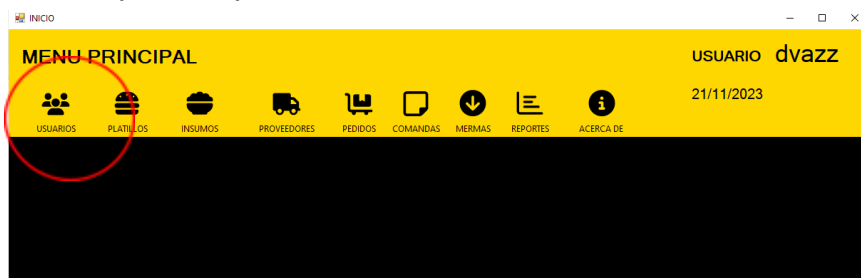 INICIO
MENU PRINCIPAL
USUARIO dvazz
21/11/2023
USUARIOS PLATILLOS INSUMOS PROVEEDORES PEDIDOS COMANDAS MERMAS REPORTES ACERCA DE